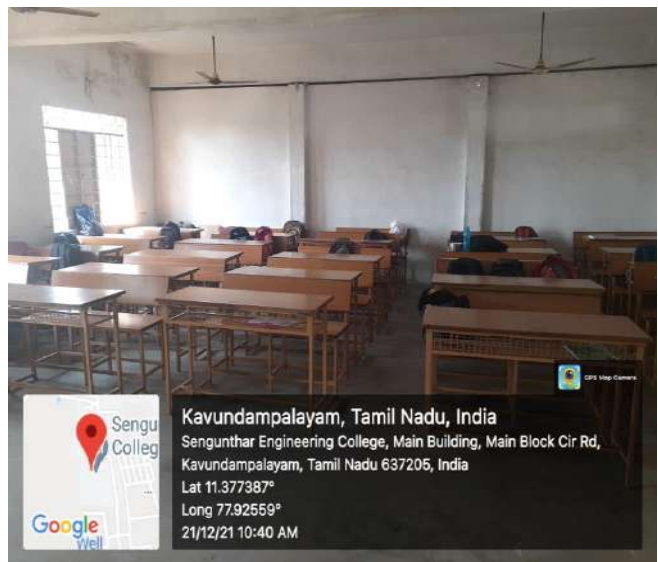 GPS Map Camera
Sengu
Colleg
Google
Well
Kavundampalayam, Tamil Nadu, India
Sengunthar Engineering College, Main Building, Main Block Cir Rd,
Kavundampalayam, Tamil Nadu 637205, India
Lat 11.377387°
Long 77.92559°
21/12/21 10:40 AM